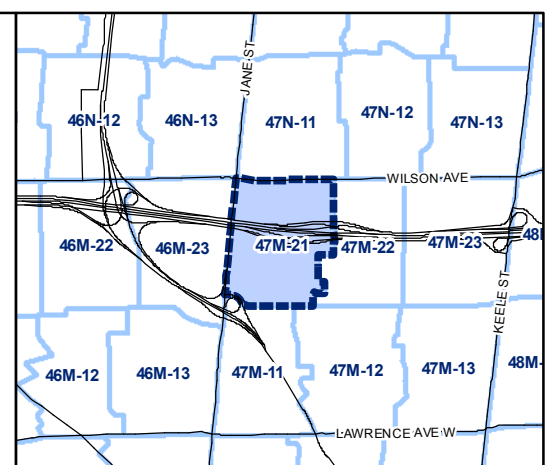 JANE ST
46N-12
46N-13
47N-11
47N-12
47N-13
WILSON AVE
46M-22
46M-23
47M-21
47M-22
47M-23
KEELE ST
46M-12
46M-13
47M-11
47M-12
47M-13
48M-
LAWRENCE AVE W